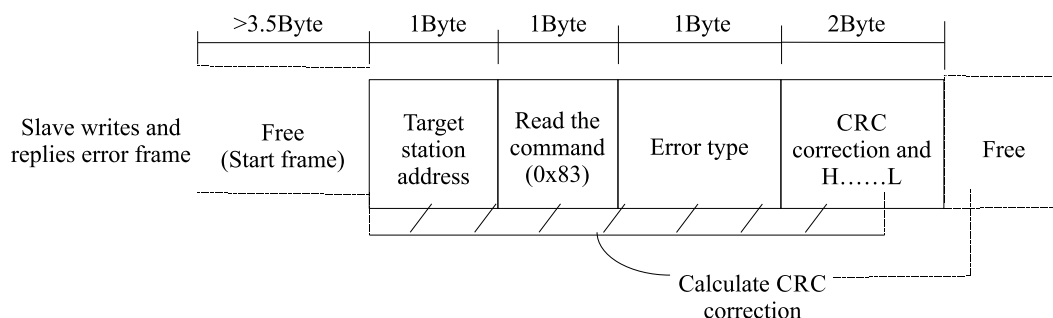 >3.5Byte 1Byte 1Byte 1Byte 2Byte
Slave writes and
replies error frame
Free
(Start frame)
Target
station
address
Read the
command
(0x83)
Error type
CRC
correction and
H......L
Free
Calculate CRC
correction